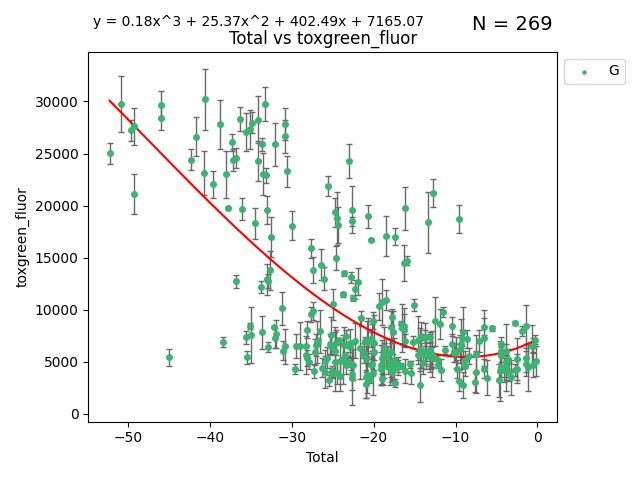 y = 0.18x^3 + 25.37x^2 + 402.49x + 7165.07
N = 269
Total vs toxgreen_fluor
G
30000
25000
20000
15000
10000
5000
0
toxgreen_fluor
−50
−40
−30
−20
−10
0
Total